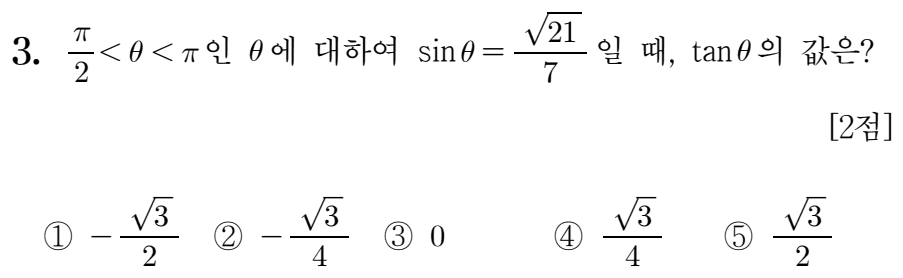 3. π/2 < θ < π인 θ에 대하여 sinθ = √21/7 일 때, tanθ의 값은?
[2점]
① -√3/2 ② -√3/4 ③ 0 ④ √3/4 ⑤ √3/2